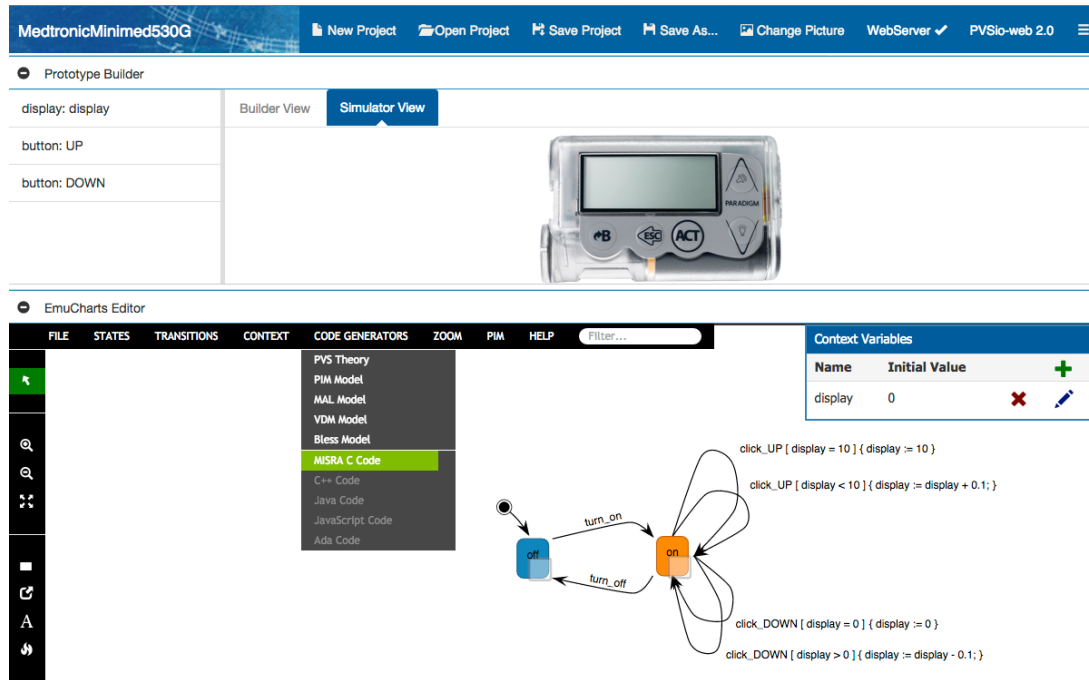 MedtronicMinimed530G
New Project
Open Project
Save Project
Save As...
Change Picture
WebServer ✔
PVSio-web 2.0
Prototype Builder
display: display
button: UP
button: DOWN
Builder View
Simulator View
PARADIGM
B
ESC
ACT
EmuCharts Editor
FILE STATES TRANSITIONS CONTEXT CODE GENERATORS ZOOM PIM HELP Filter...
PVS Theory
PIM Model
MAL Model
VDM Model
Bless Model
MISRA C Code
C++ Code
Java Code
JavaScript Code
Ada Code
Context Variables
Name Initial Value
display 0
A
click_UP [ display = 10 ] { display := 10 }
click_UP [ display < 10 ] { display := display + 0.1; }
turn_on
off
on
turn_off
click_DOWN [ display = 0 ] { display := 0 }
click_DOWN [ display > 0 ] { display := display - 0.1; }